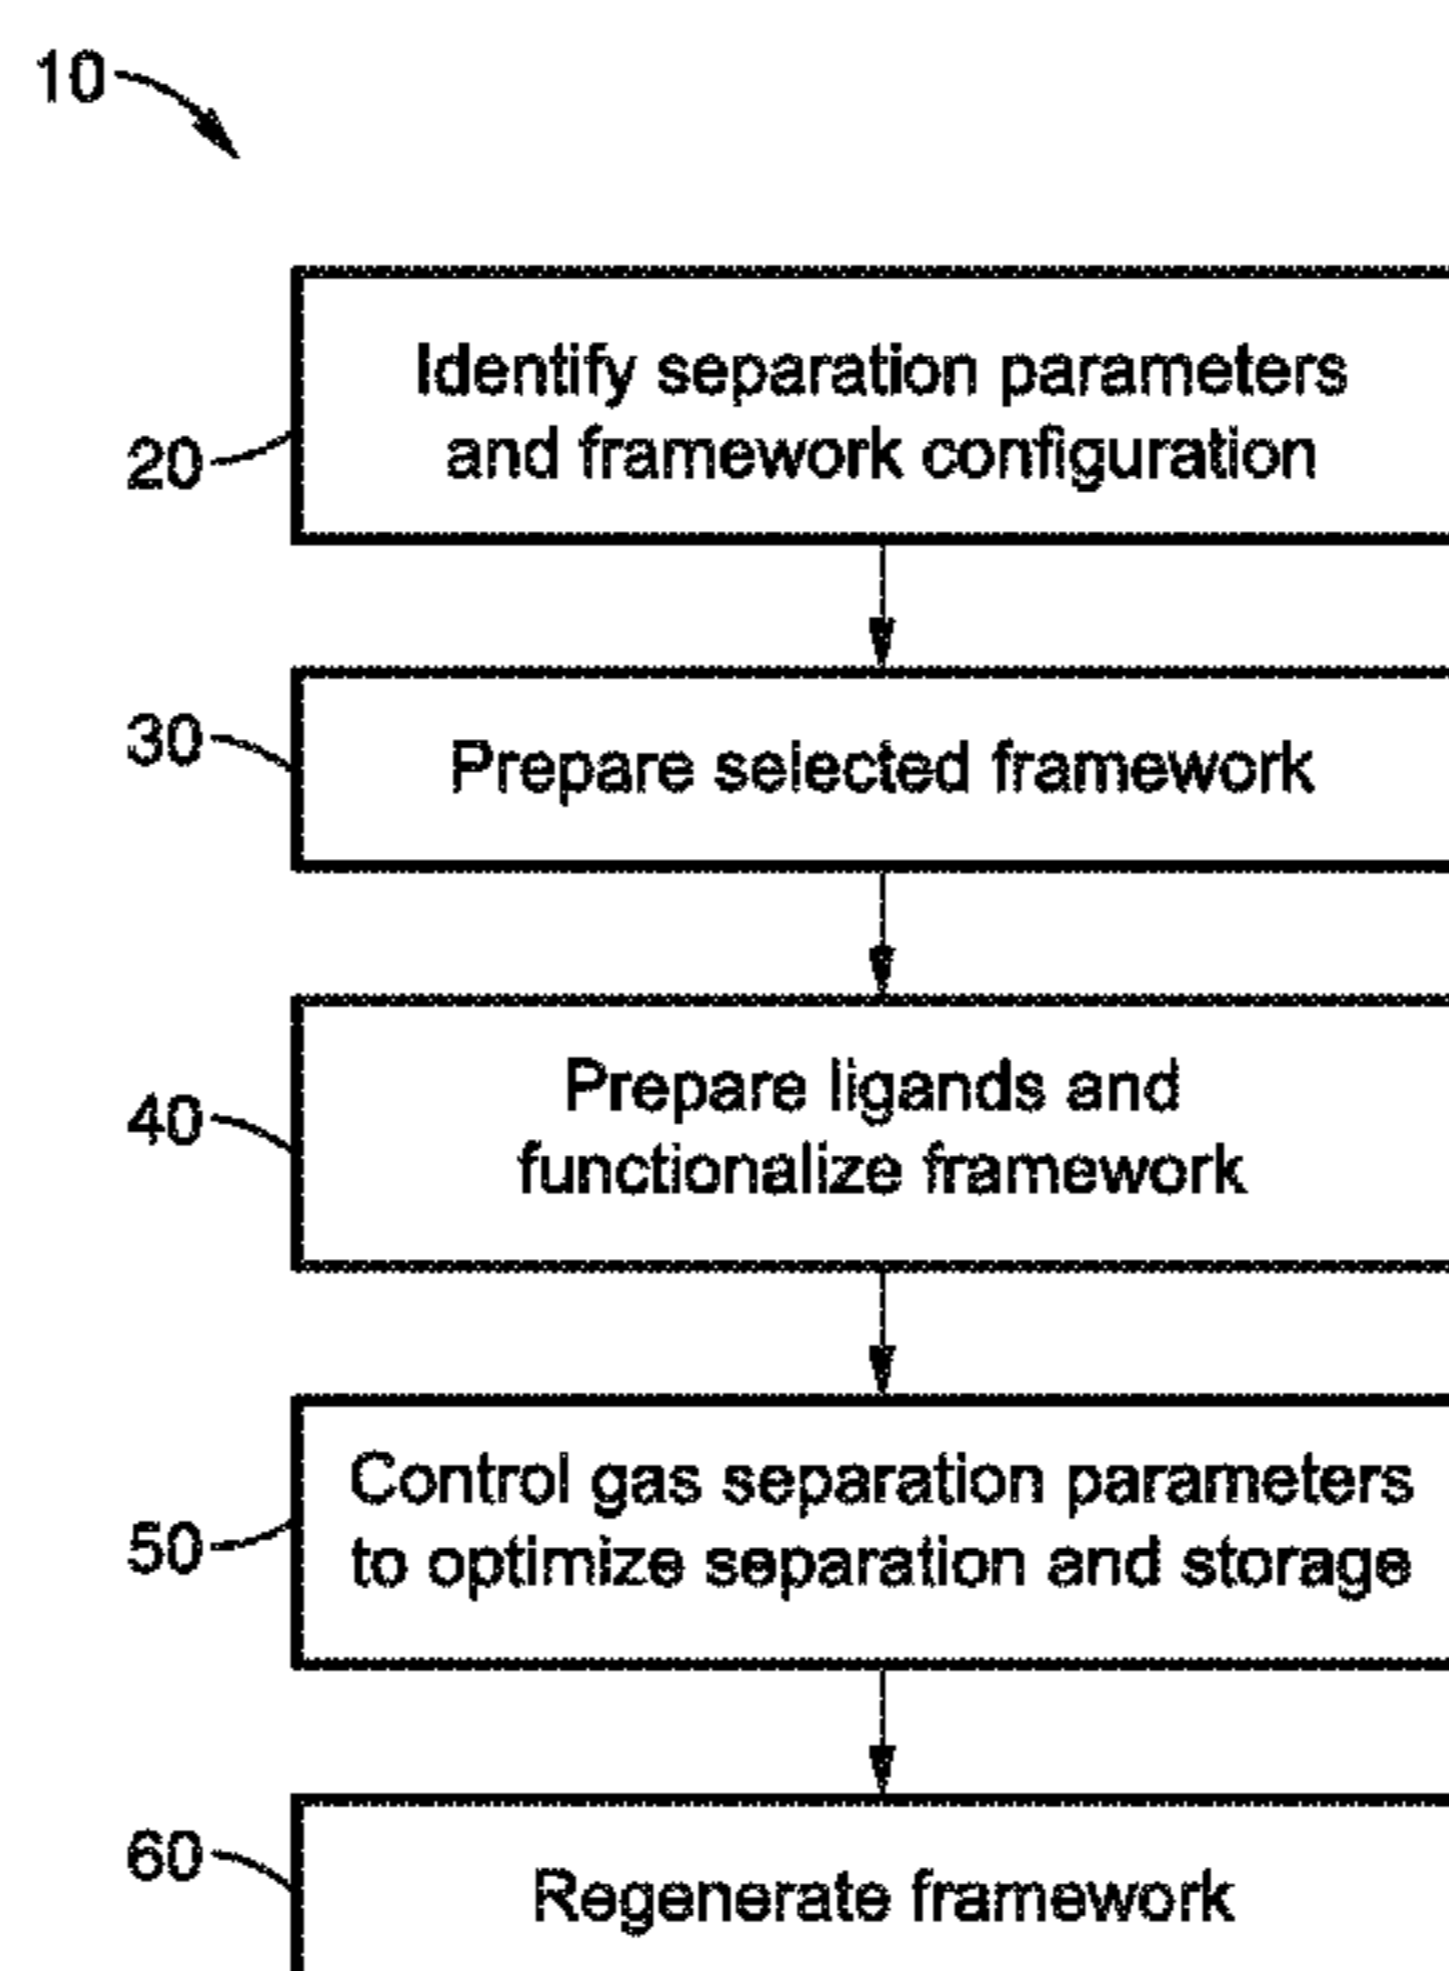 10
Identify separation parameters
20
and framework configuration
30
Prepare selected framework
Prepare ligands and
40
functionalize framework
Control gas separation parameters
50
to optimize separation and storage
60
Regenerate framework